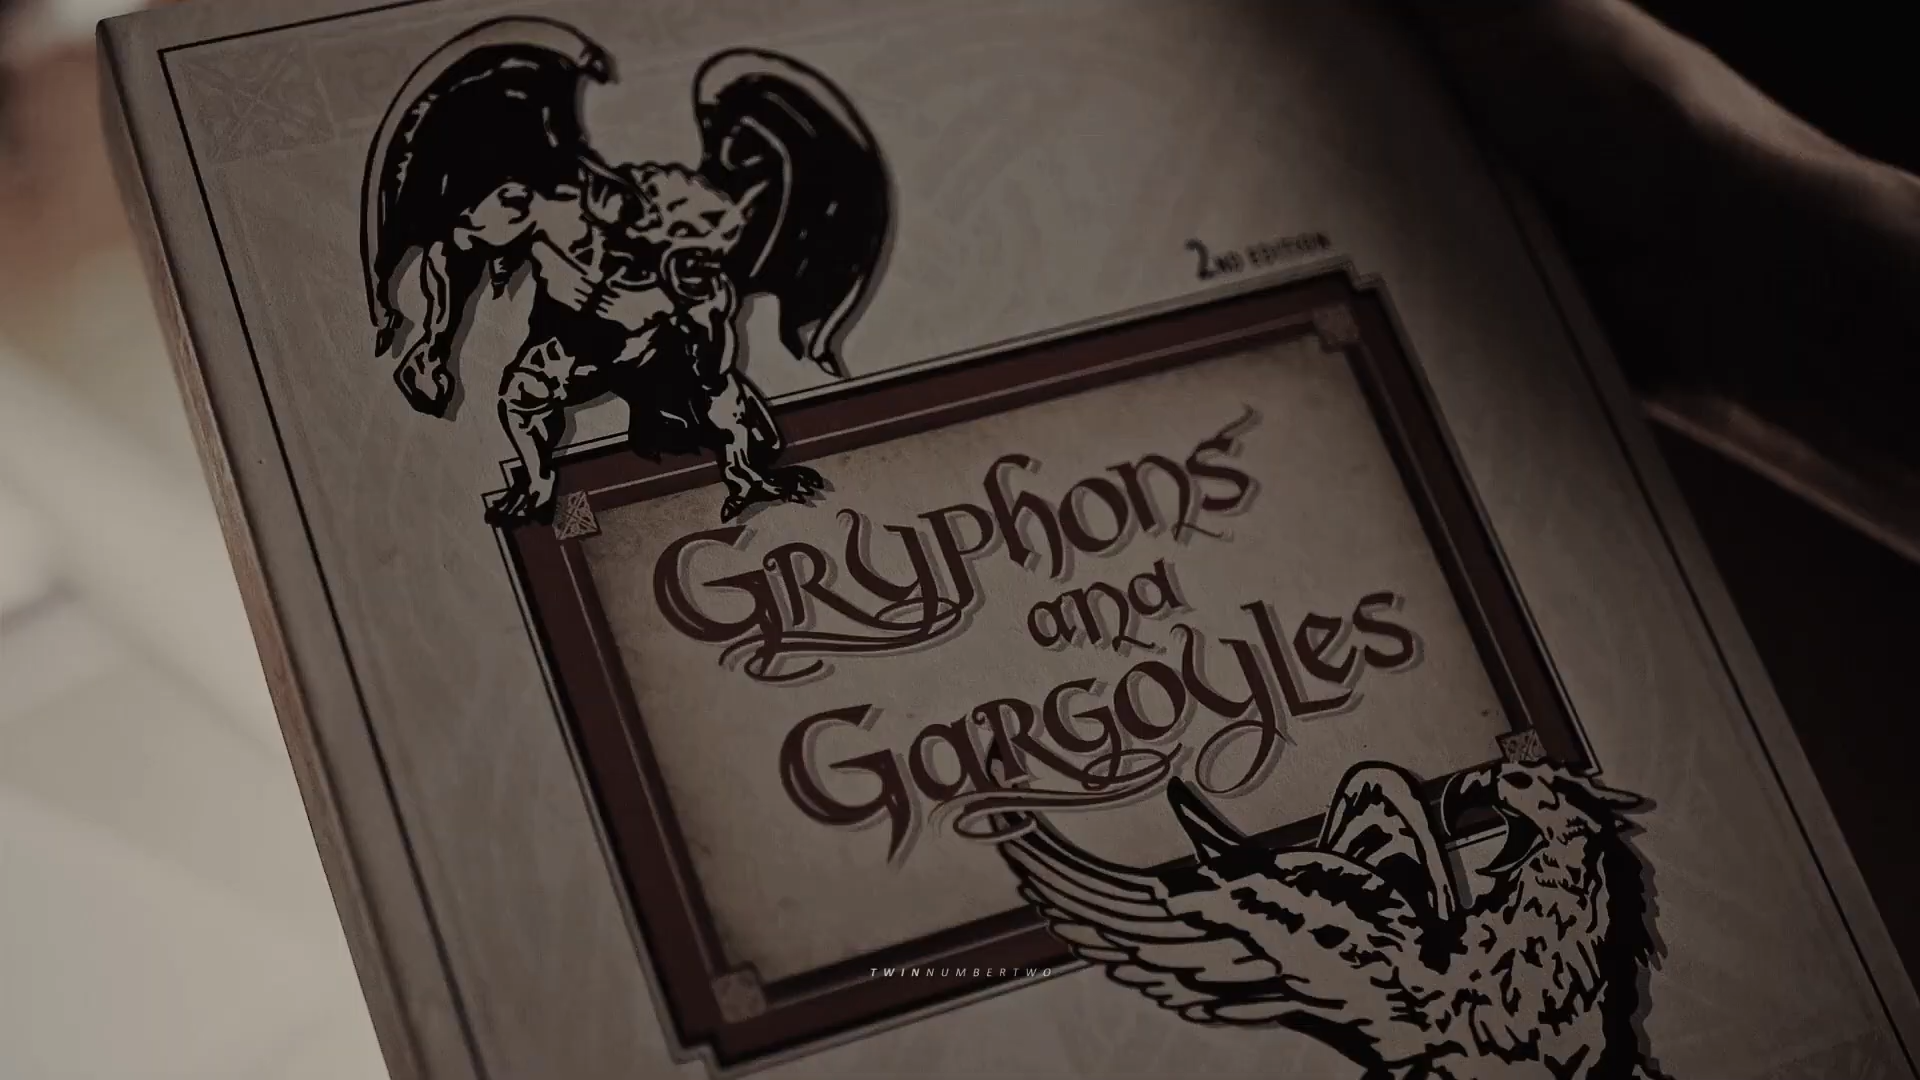 2ND EDITION
Gryphons
and
Gargoyles
TWINNUMBERTWO